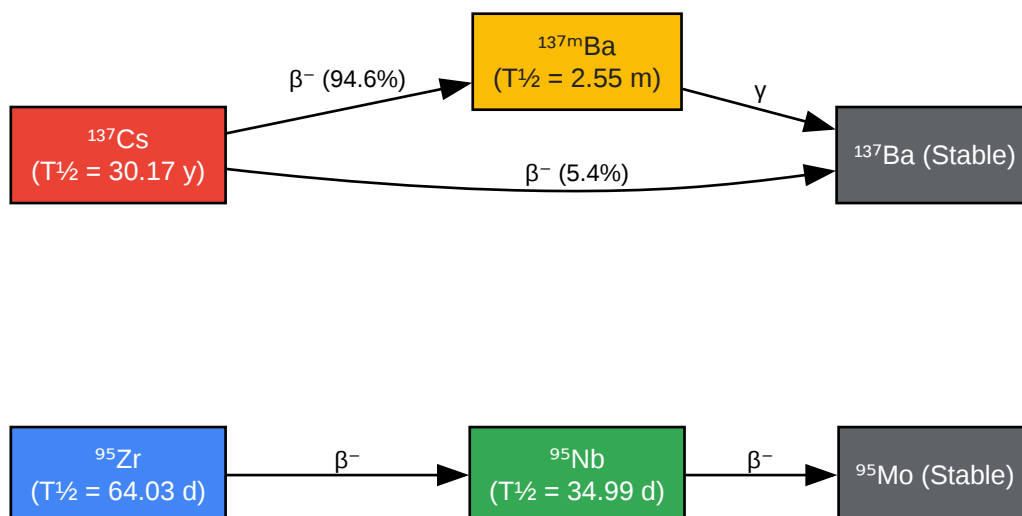 ¹³⁷ᵐBa
(T½ = 2.55 m)
β⁻ (94.6%)
γ
¹³⁷Cs
(T½ = 30.17 y)
¹³⁷Ba (Stable)
β⁻ (5.4%)
⁹⁵Zr
(T½ = 64.03 d)
β⁻
⁹⁵Nb
(T½ = 34.99 d)
β⁻
⁹⁵Mo (Stable)